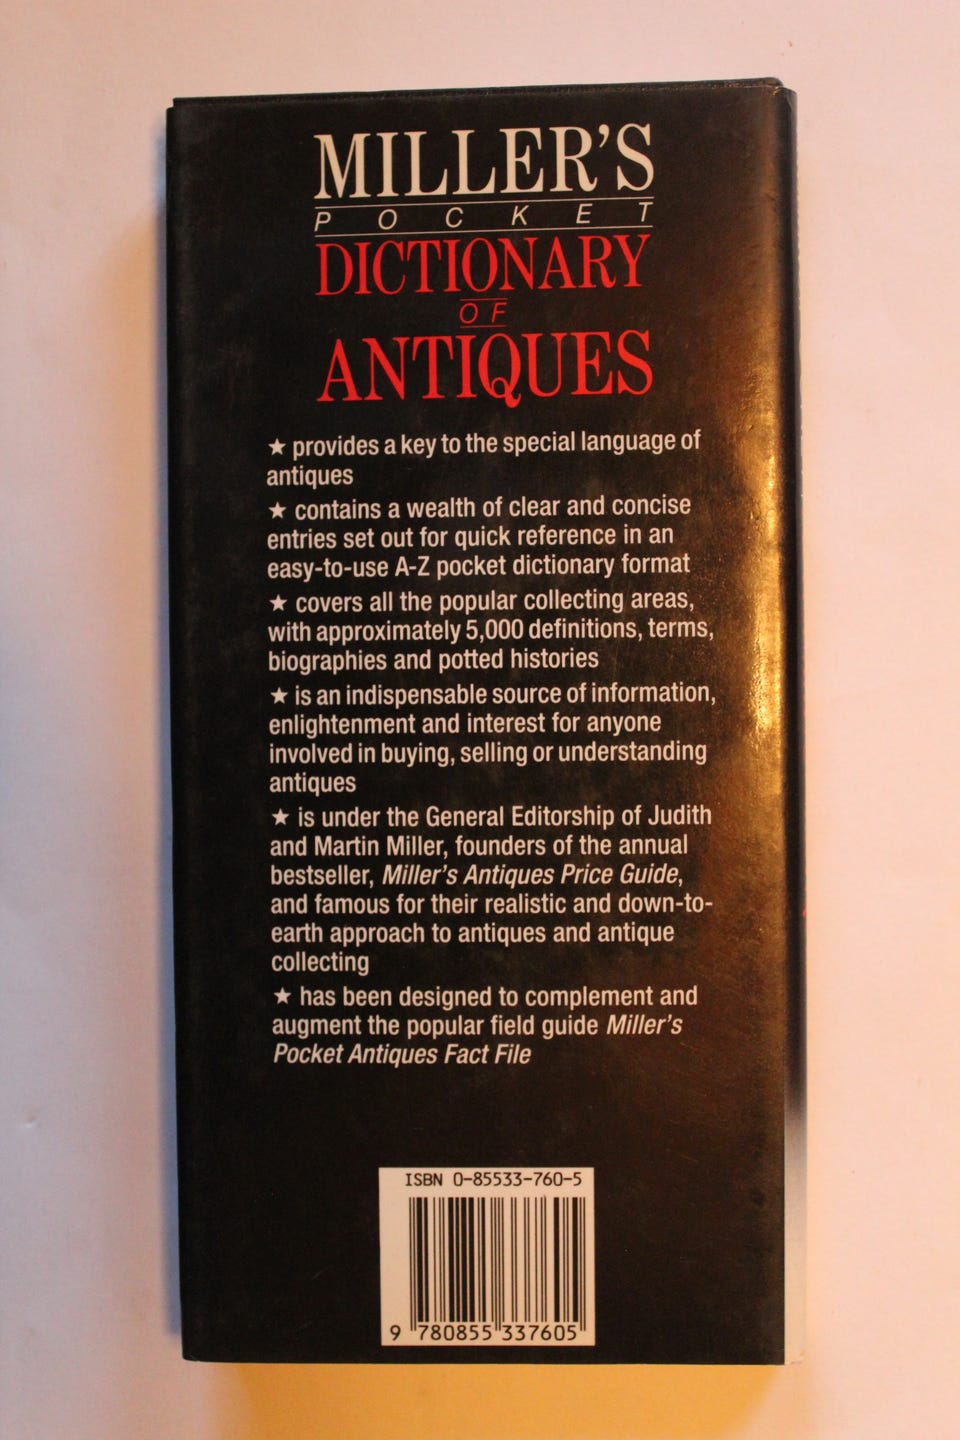 MILLER'S
POCKET
DICTIONARY
OF
ANTIQUES
★ provides a key to the special language of
antiques
★ contains a wealth of clear and concise
entries set out for quick reference in an
easy-to-use A-Z pocket dictionary format
★ covers all the popular collecting areas,
with approximately 5,000 definitions, terms,
biographies and potted histories
★ is an indispensable source of information,
enlightenment and interest for anyone
involved in buying, selling or understanding
antiques
★ is under the General Editorship of Judith
and Martin Miller, founders of the annual
bestseller, Miller's Antiques Price Guide,
and famous for their realistic and down-to-
earth approach to antiques and antique
collecting
★ has been designed to complement and
augment the popular field guide Miller's
Pocket Antiques Fact File
ISBN 0-85533-760-5
9 780855 337605